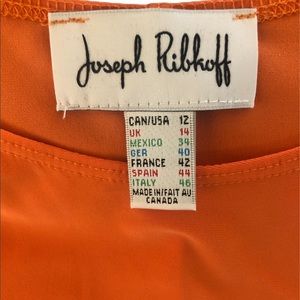 Joseph Ribkoff
CAN/USA 12
UK 14
MEXICO 34
GER 40
FRANCE 42
SPAIN 44
ITALY 46
MADE IN/FAIT AU
CANADA